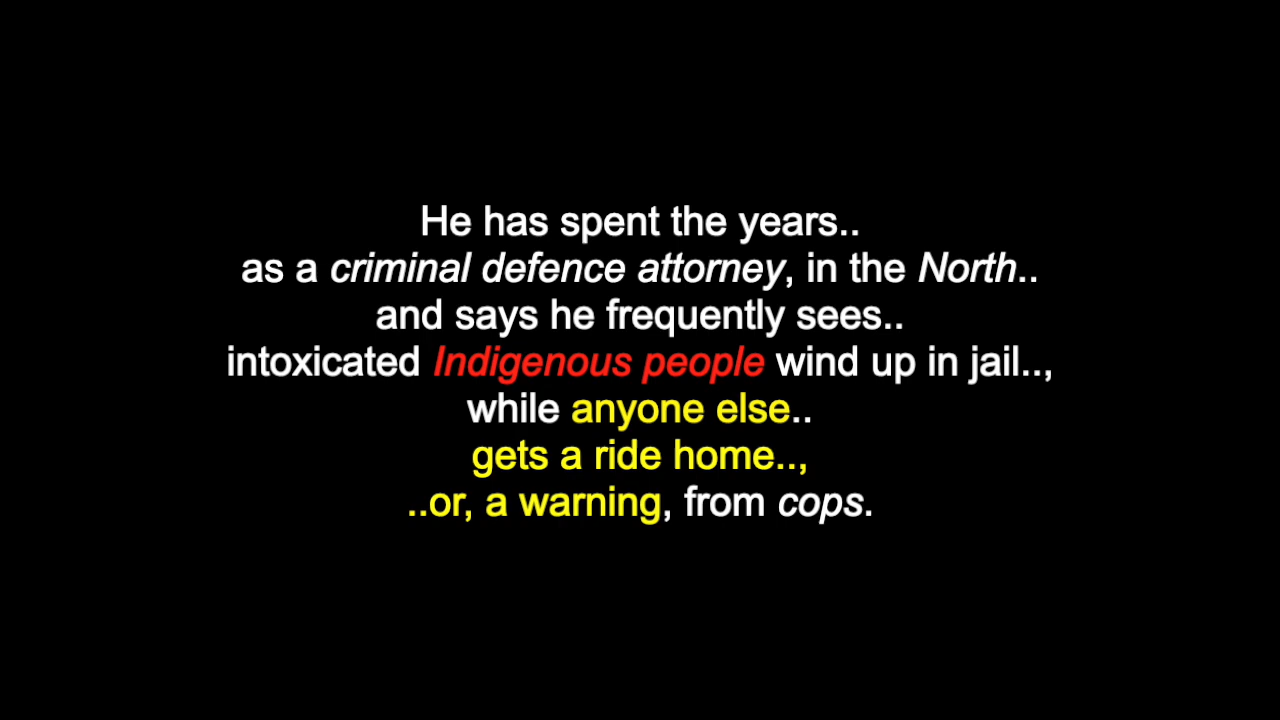 He has spent the years..
as a criminal defence attorney, in the North..
and says he frequently sees..
intoxicated Indigenous people wind up in jail..,
while anyone else..
gets a ride home..,
..or, a warning, from cops.